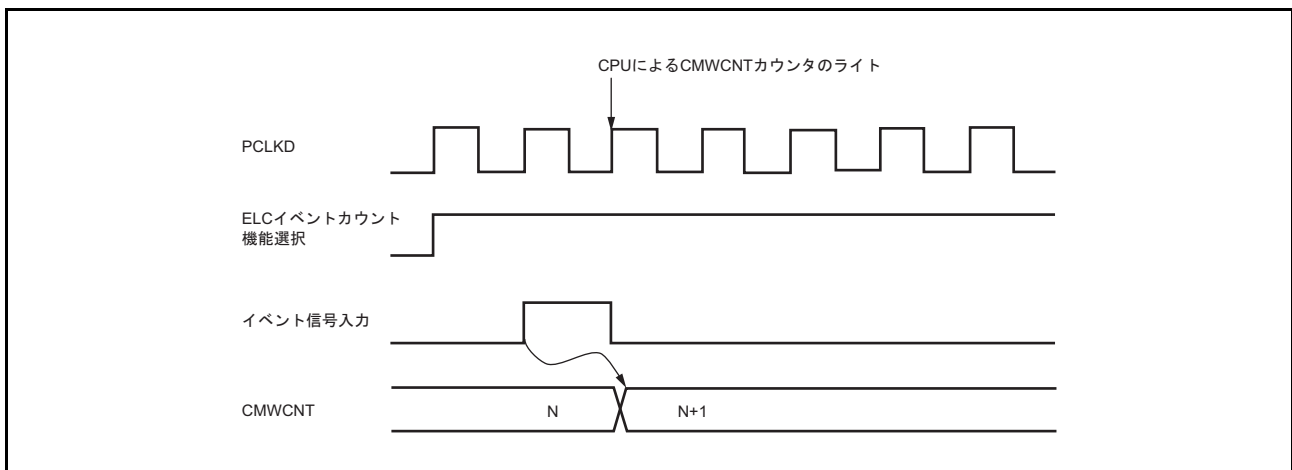 CPUによるCMWCNTカウンタのライト
PCLKD
ELCイベントカウント
機能選択
イベント信号入力
CMWCNT
N
N+1